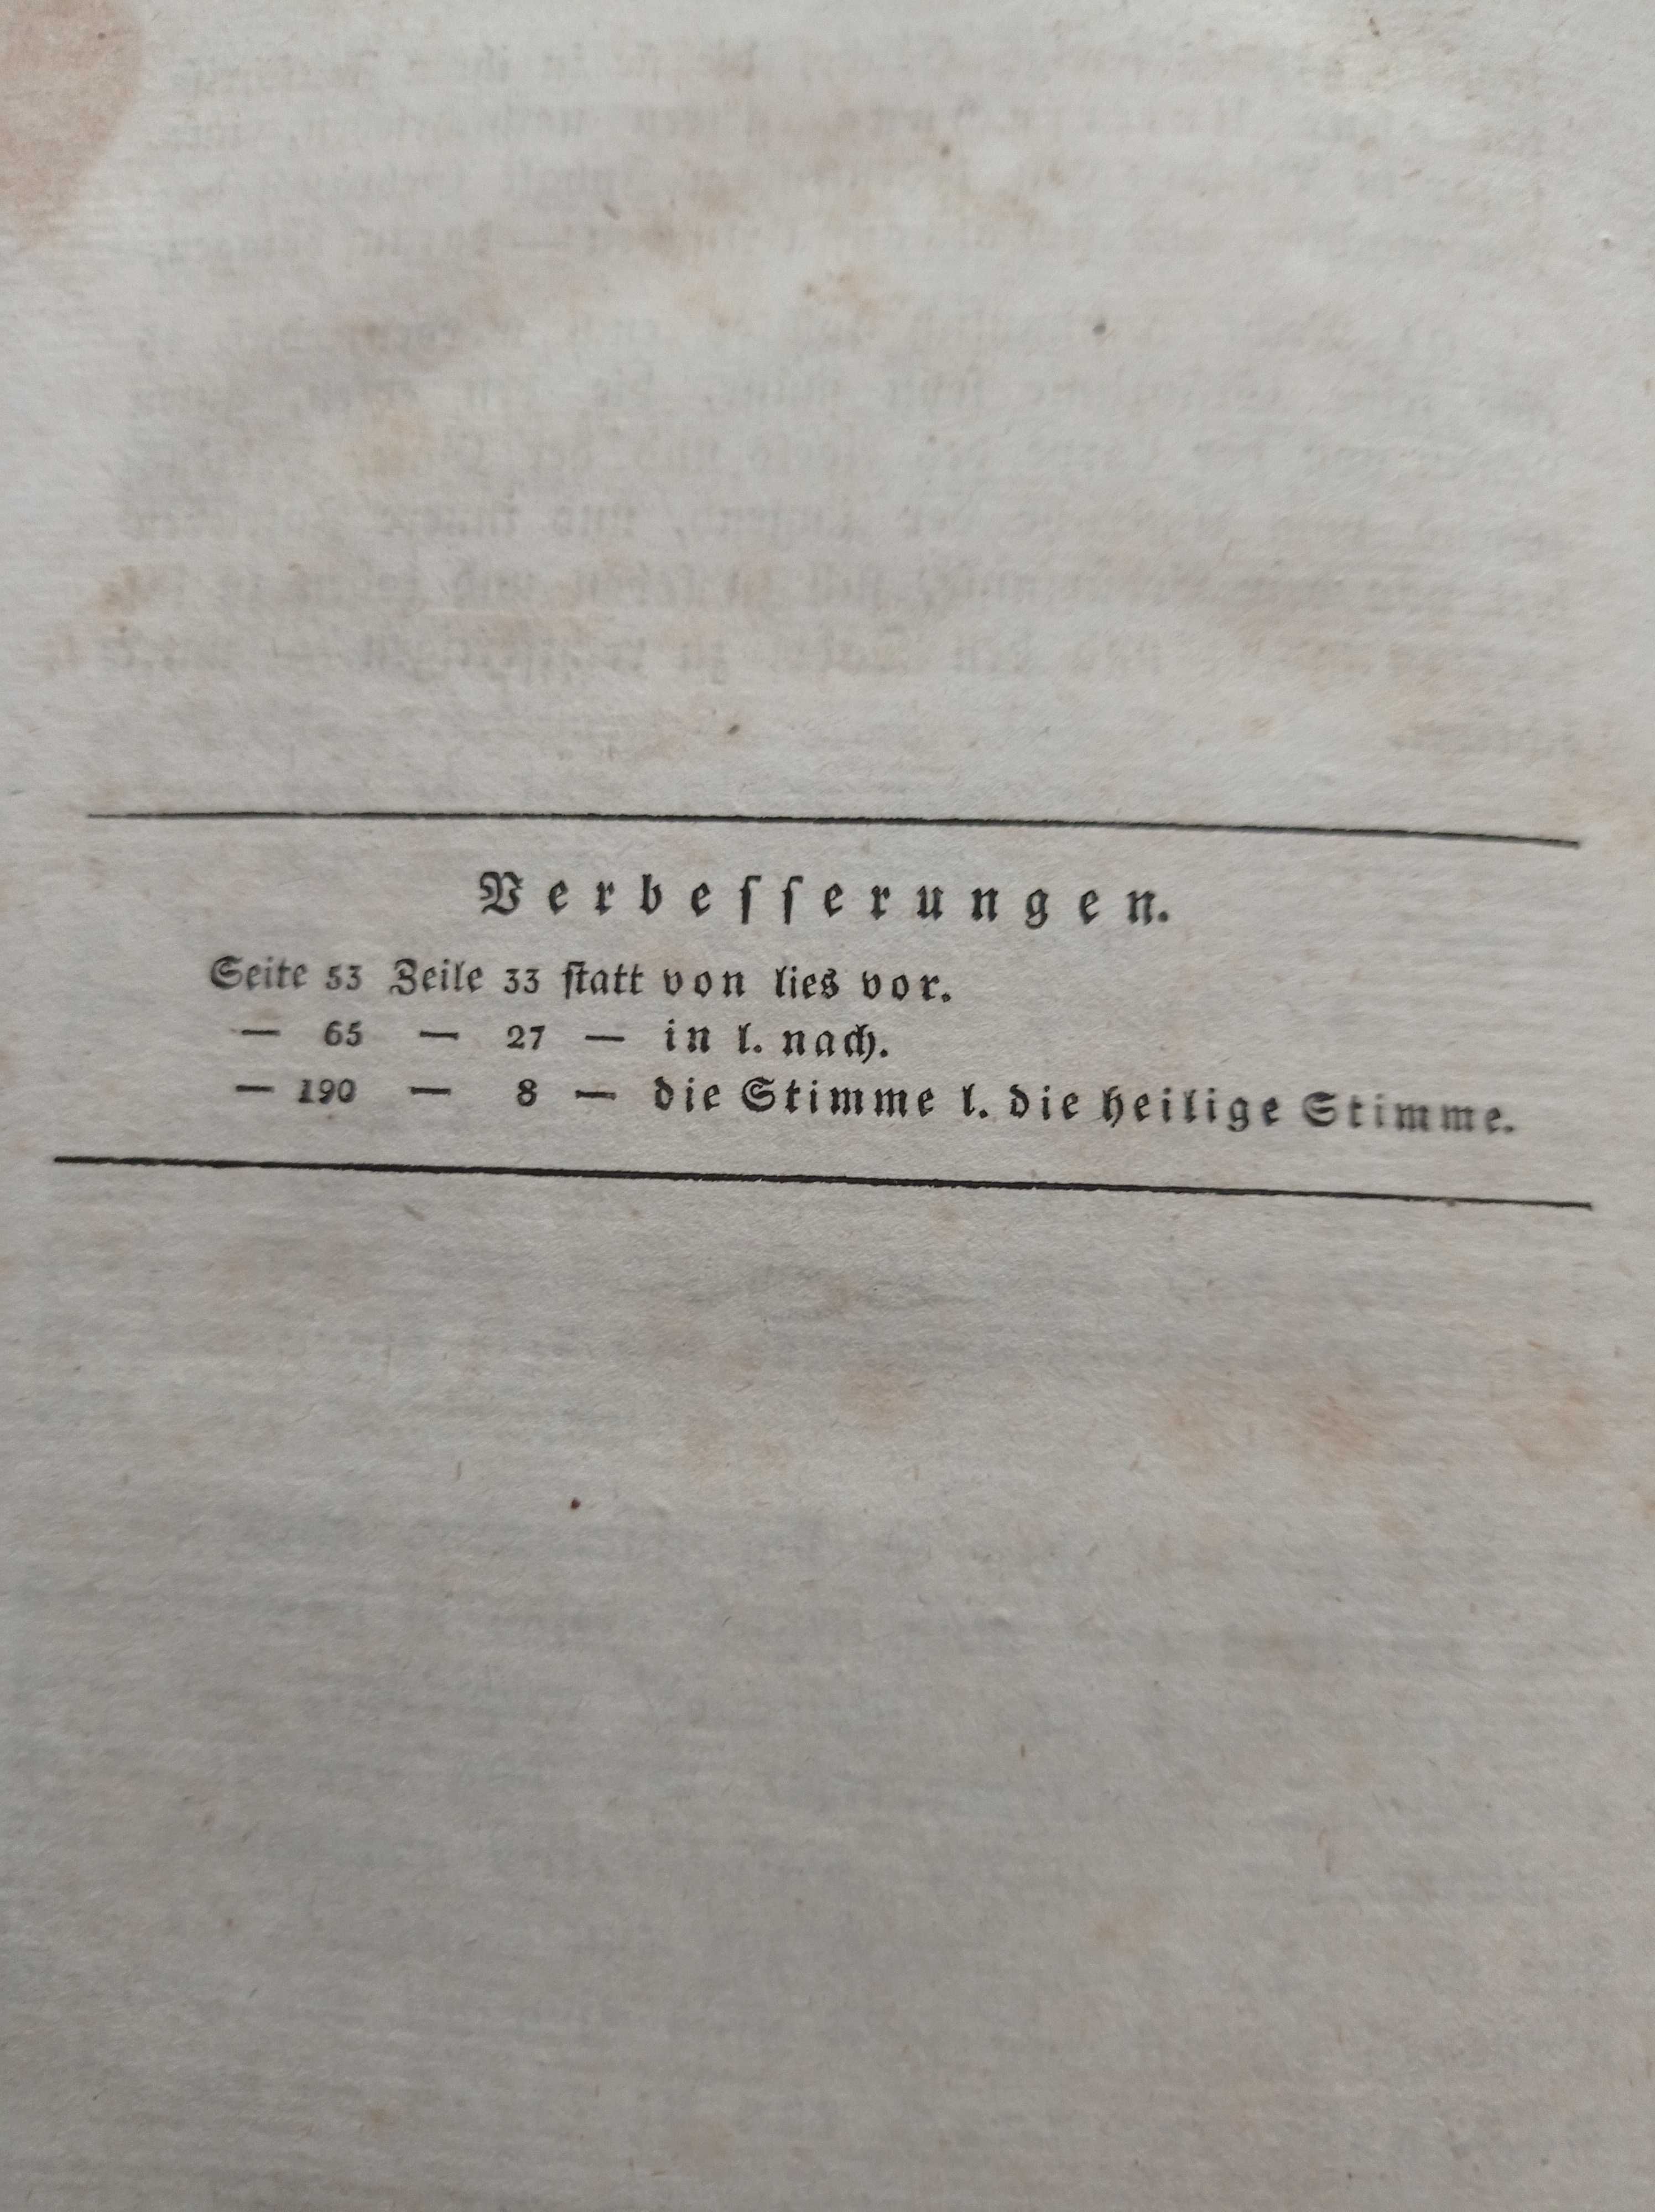 Verbeſſerungen.
Seite 53 Zeile 33 ſtatt von lies vor.
— 65 — 27 — in l. nach.
— 190 — 8 — die Stimme l. die heilige Stimme.